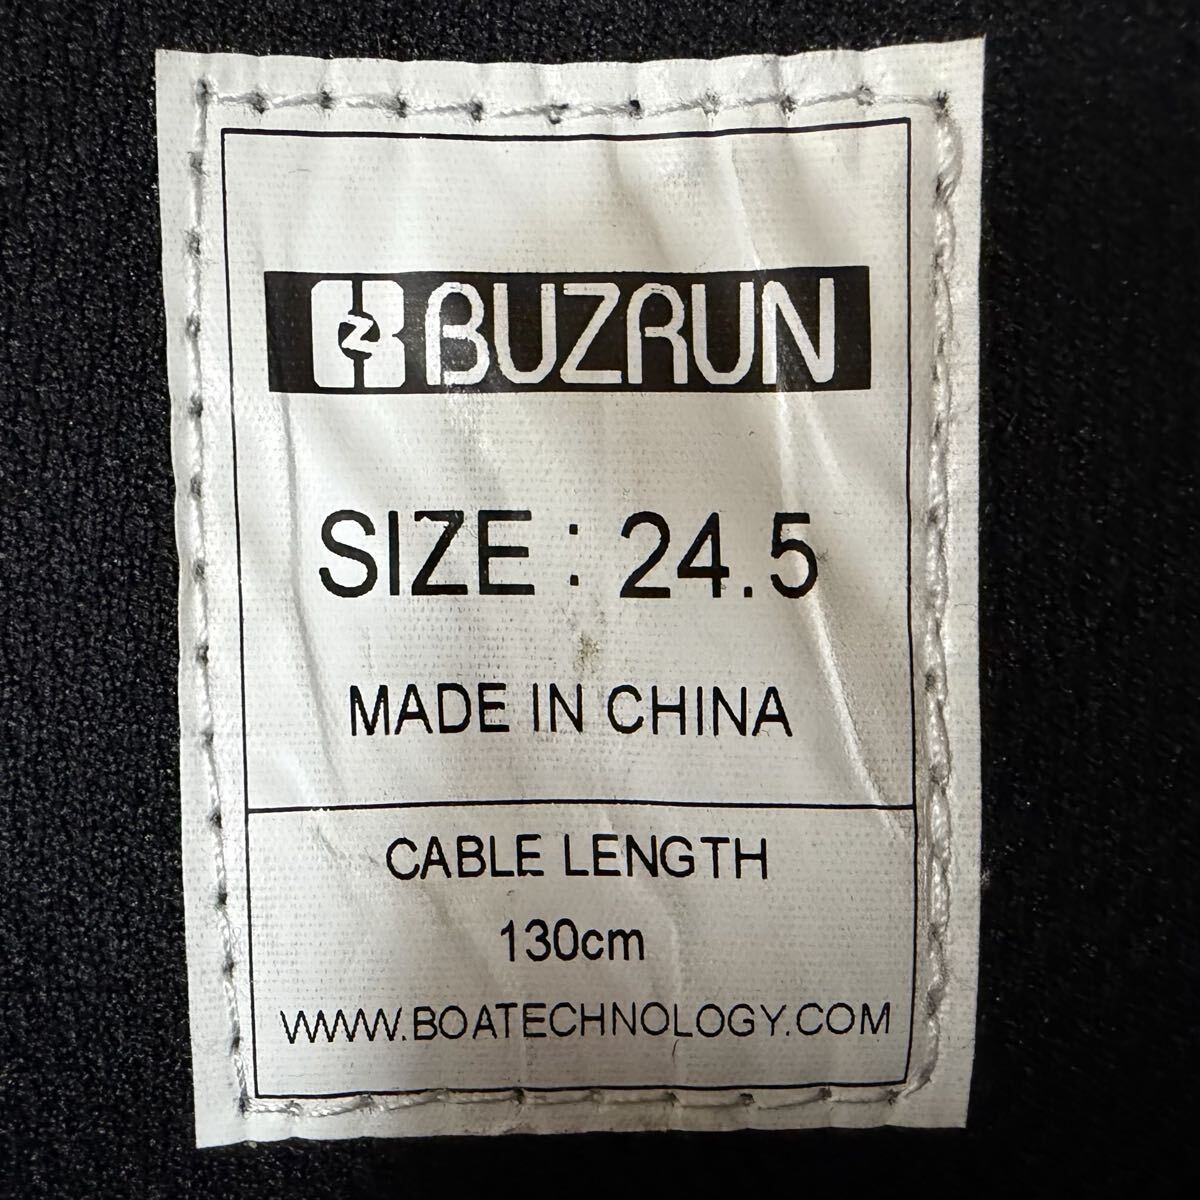 BUZRUN
SIZE : 24.5
MADE IN CHINA
CABLE LENGTH
130cm
WWW.BOATECHNOLOGY.COM